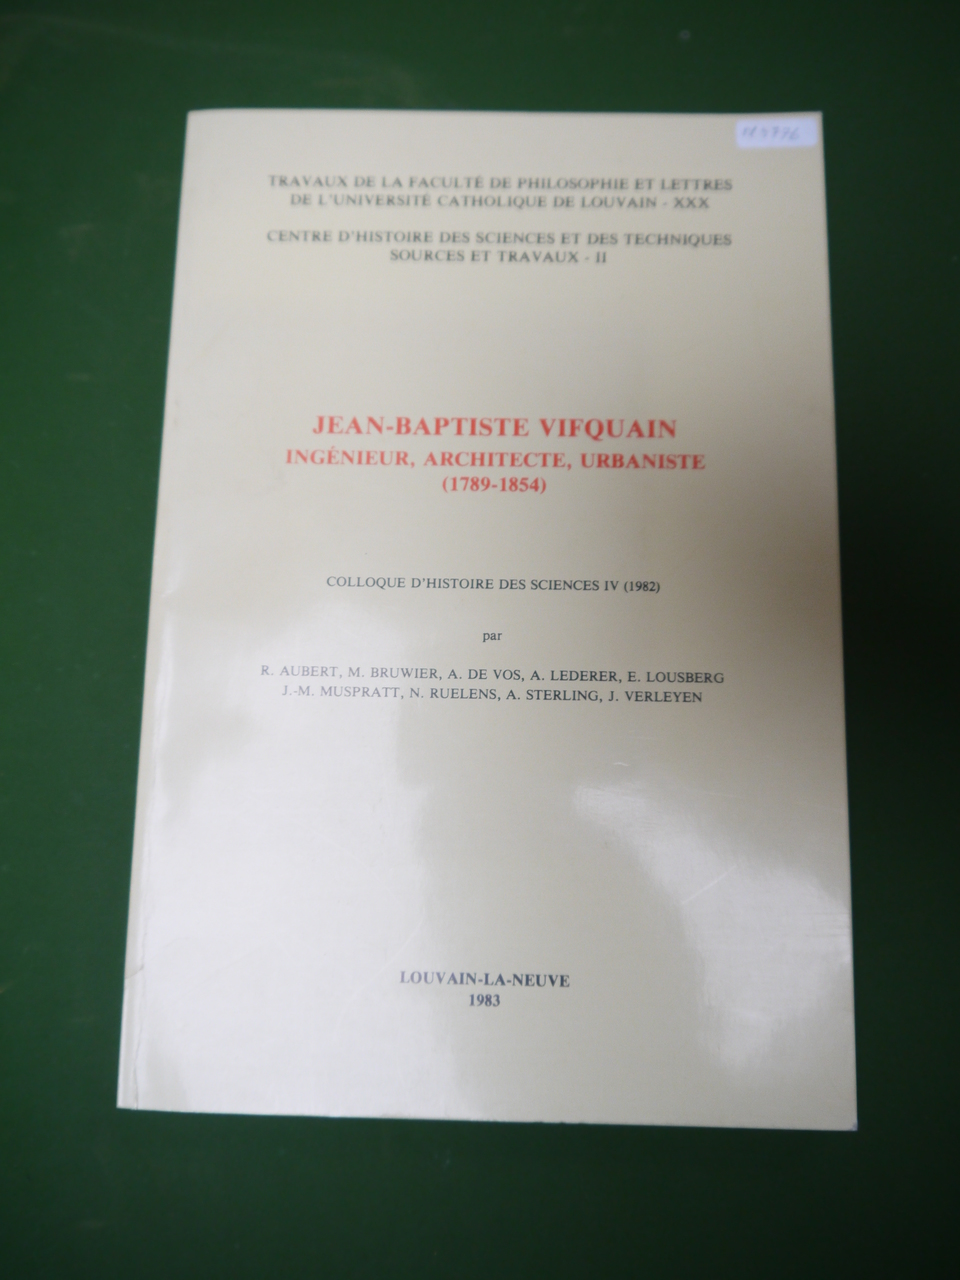 TRAVAUX DE LA FACULTÉ DE PHILOSOPHIE ET LETTRES
DE L'UNIVERSITÉ CATHOLIQUE DE LOUVAIN - XXX
CENTRE D'HISTOIRE DES SCIENCES ET DES TECHNIQUES
SOURCES ET TRAVAUX - II
JEAN-BAPTISTE VIFQUAIN
INGÉNIEUR, ARCHITECTE, URBANISTE
(1789-1854)
COLLOQUE D'HISTOIRE DES SCIENCES IV (1982)
par
R. AUBERT, M. BRUWIER, A. DE VOS, A. LEDERER, E. LOUSBERG
J.-M. MUSPRATT, N. RUELENS, A. STERLING, J. VERLEYEN
LOUVAIN-LA-NEUVE
1983